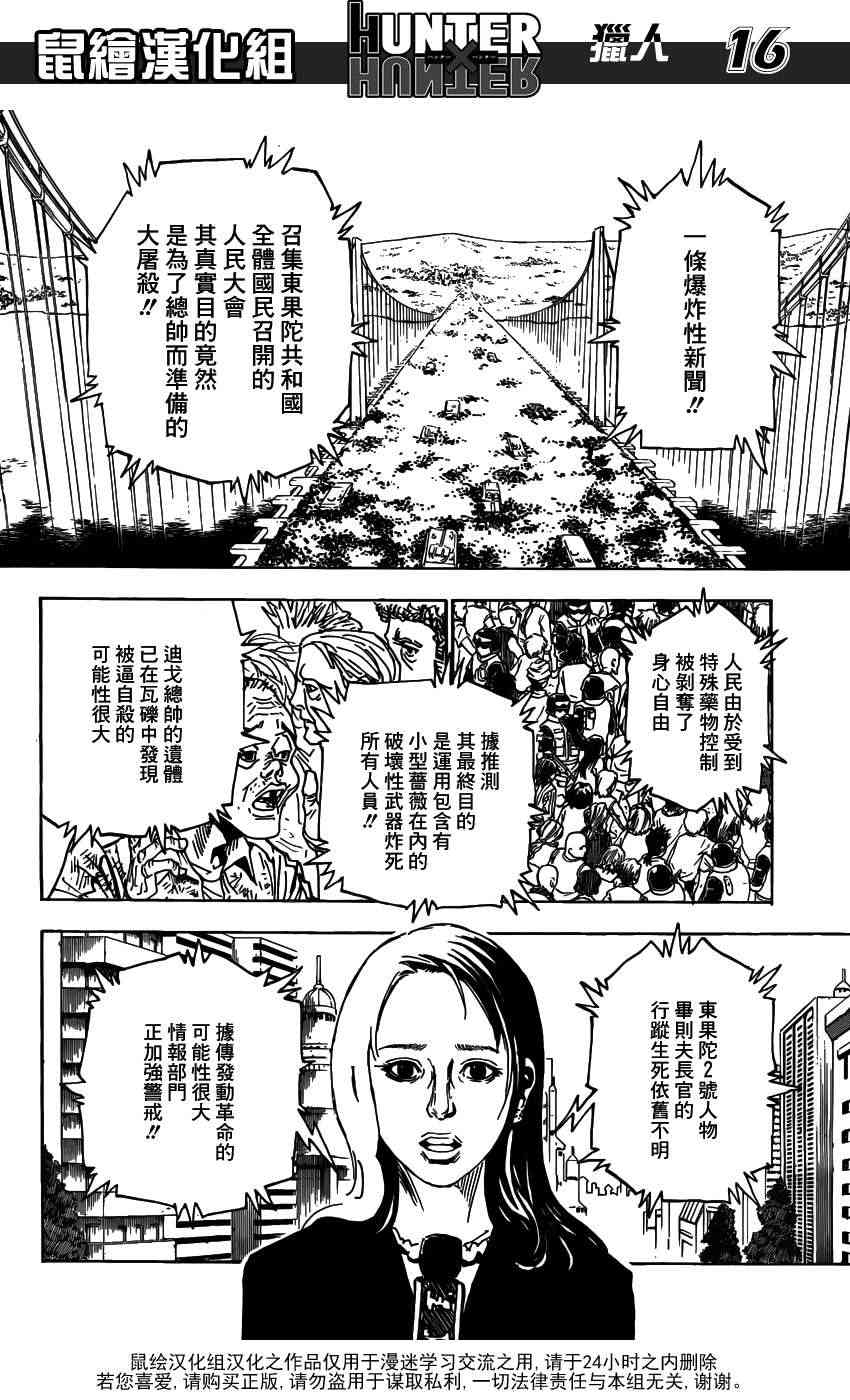 鼠繪漢化組
HUNTER
×
HUNTER
獵人
16
一條爆炸性新聞!!
召集東果陀共和國
全體國民召開的
人民大會
其真實目的竟然
是為了總帥而準備的
大屠殺!!
人民由於受到
特殊藥物控制
被剝奪了
身心自由
據推測
其最終目的
是運用包含有
小型薔薇在內的
破壞性武器炸死
所有人員!!
迪戈總帥的遺體
已在瓦礫中發現
被逼自殺的
可能性很大
東果陀2號人物
畢則夫長官的
行蹤生死依舊不明
據傳發動革命的
可能性很大
情報部門
正加強警戒!!
鼠绘汉化组汉化之作品仅用于漫迷学习交流之用, 请于24小时之内删除
若您喜爱, 请购买正版, 请勿盗用于谋取私利, 一切法律责任与本组无关, 谢谢。